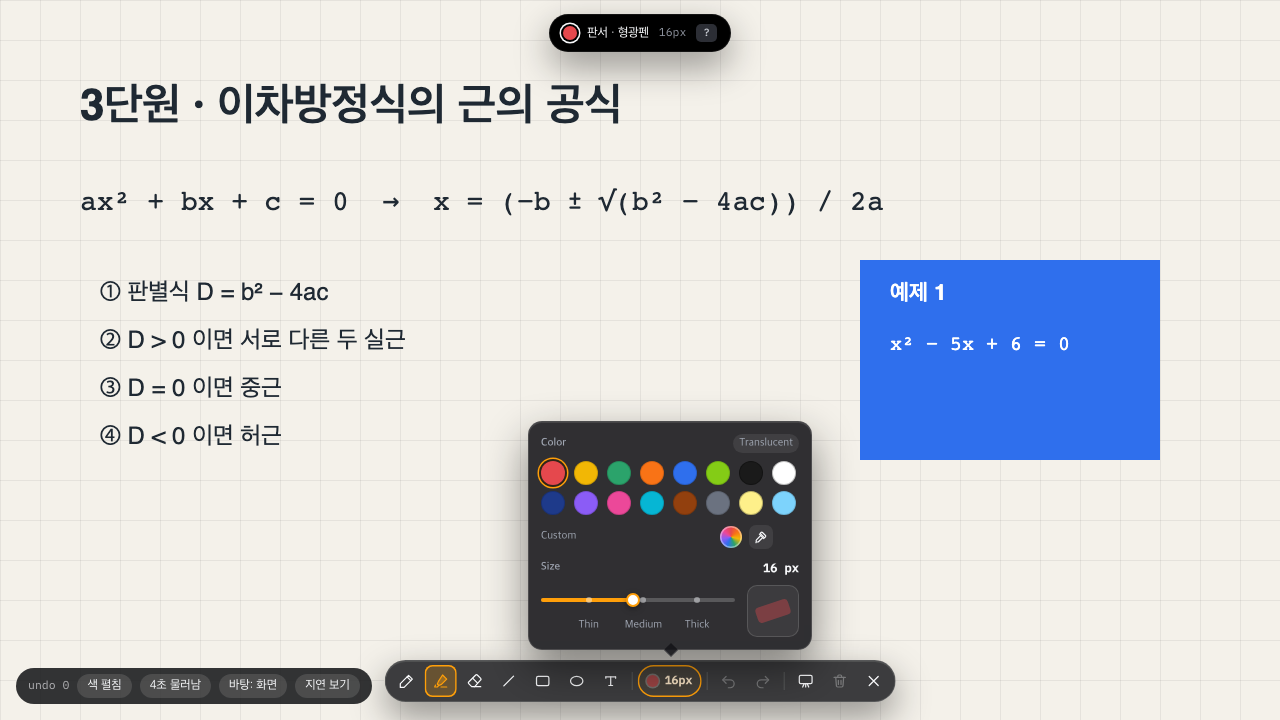 판서 · 형광펜 16px ?
3단원 · 이차방정식의 근의 공식
ax² + bx + c = 0 → x = (−b ± √(b² − 4ac)) / 2a
① 판별식 D = b² − 4ac
② D > 0 이면 서로 다른 두 실근
③ D = 0 이면 중근
④ D < 0 이면 허근
예제 1
x² − 5x + 6 = 0
Color Translucent
Custom
Size 16 px
Thin Medium Thick
undo 0 색 펼침 4초 물러남 바탕: 화면 지연 보기
T 16px